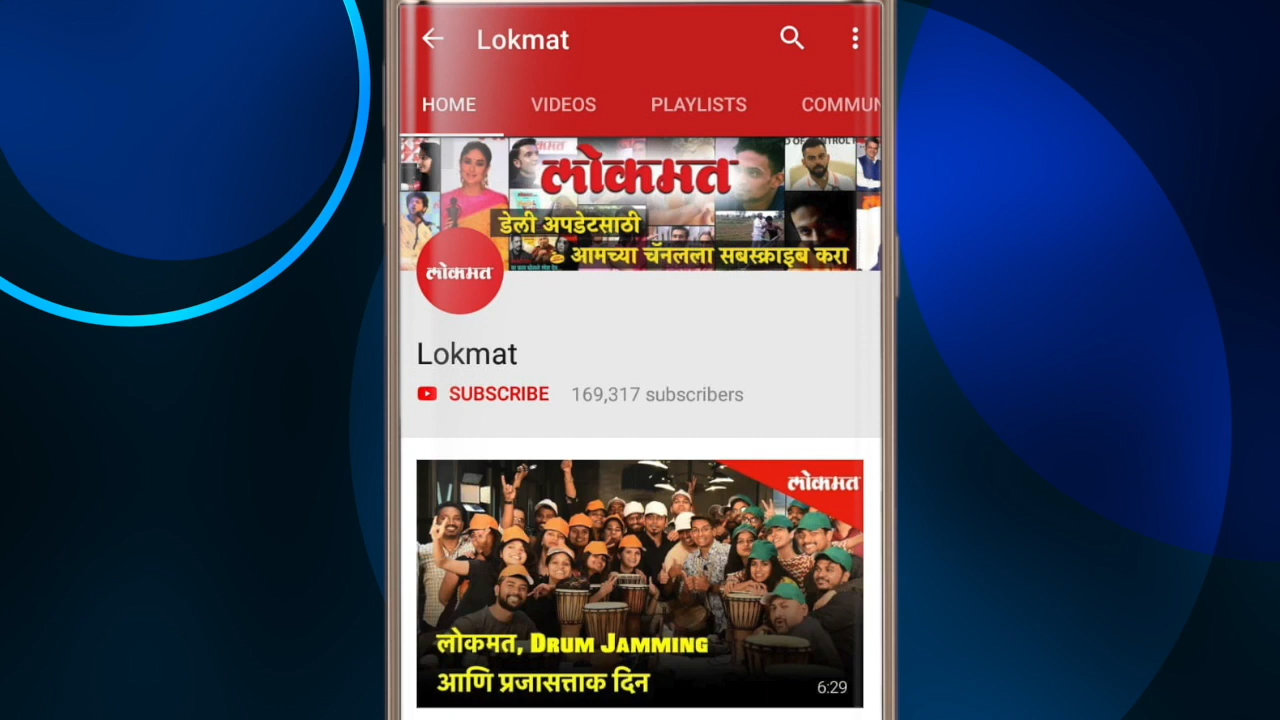 Lokmat
HOME VIDEOS PLAYLISTS COMMUN
लोकमत
डेली अपडेटसाठी
आमच्या चॅनलला सबस्क्राइब करा
लोकमत
Lokmat
SUBSCRIBE 169,317 subscribers
लोकमत
लोकमत, DRUM JAMMING
आणि प्रजासत्ताक दिन
6:29